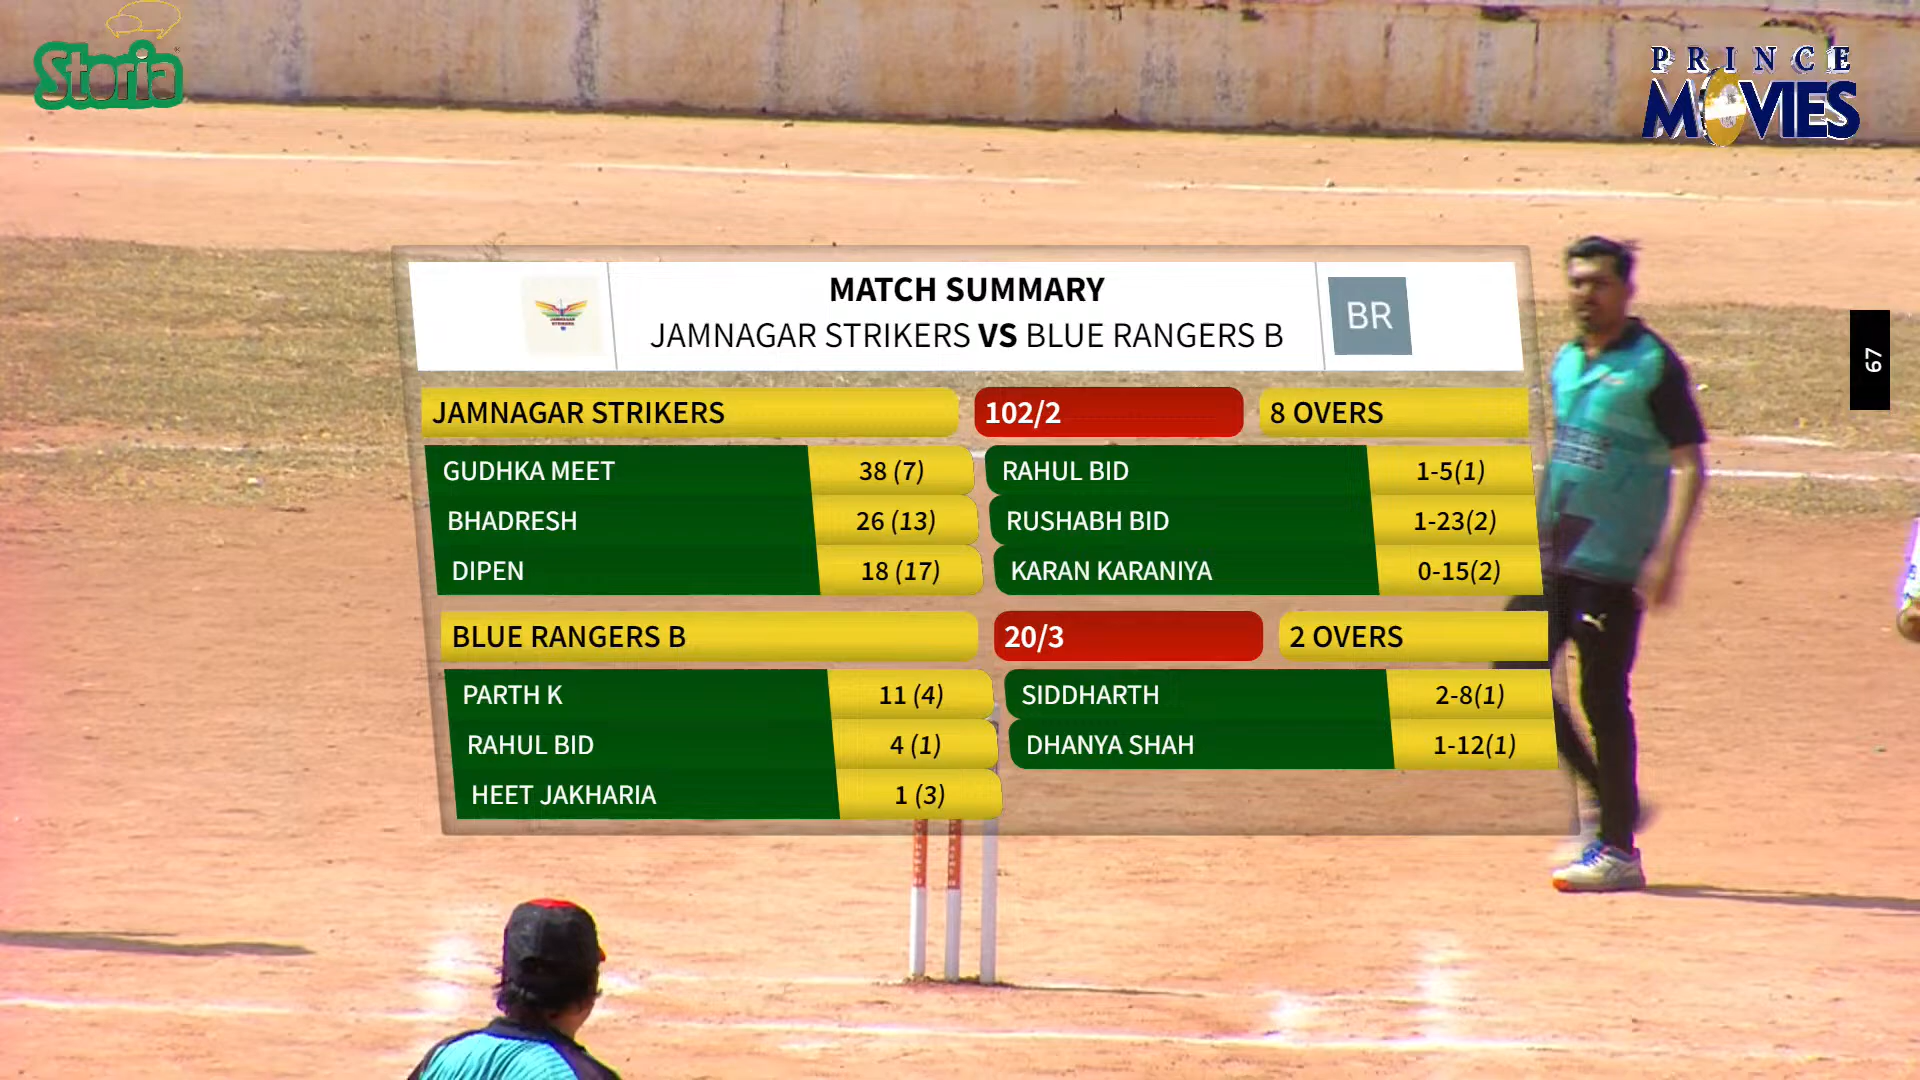 Storia
PRINCE
MOVIES
MATCH SUMMARY
JAMNAGAR STRIKERS VS BLUE RANGERS B
BR
JAMNAGAR STRIKERS 102/2 8 OVERS
GUDHKA MEET 38 (7) RAHUL BID 1-5(1)
BHADRESH 26 (13) RUSHABH BID 1-23(2)
DIPEN 18 (17) KARAN KARANIYA 0-15(2)
BLUE RANGERS B 20/3 2 OVERS
PARTH K 11 (4) SIDDHARTH 2-8(1)
RAHUL BID 4 (1) DHANYA SHAH 1-12(1)
HEET JAKHARIA 1 (3)
67